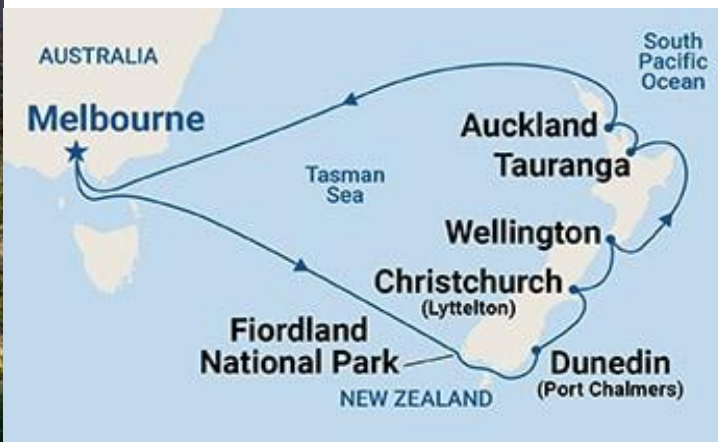 AUSTRALIA
South
Pacific
Ocean
Melbourne
Auckland
Tauranga
Tasman
Sea
Wellington
Christchurch
(Lyttelton)
Fiordland
National Park
Dunedin
(Port Chalmers)
NEW ZEALAND